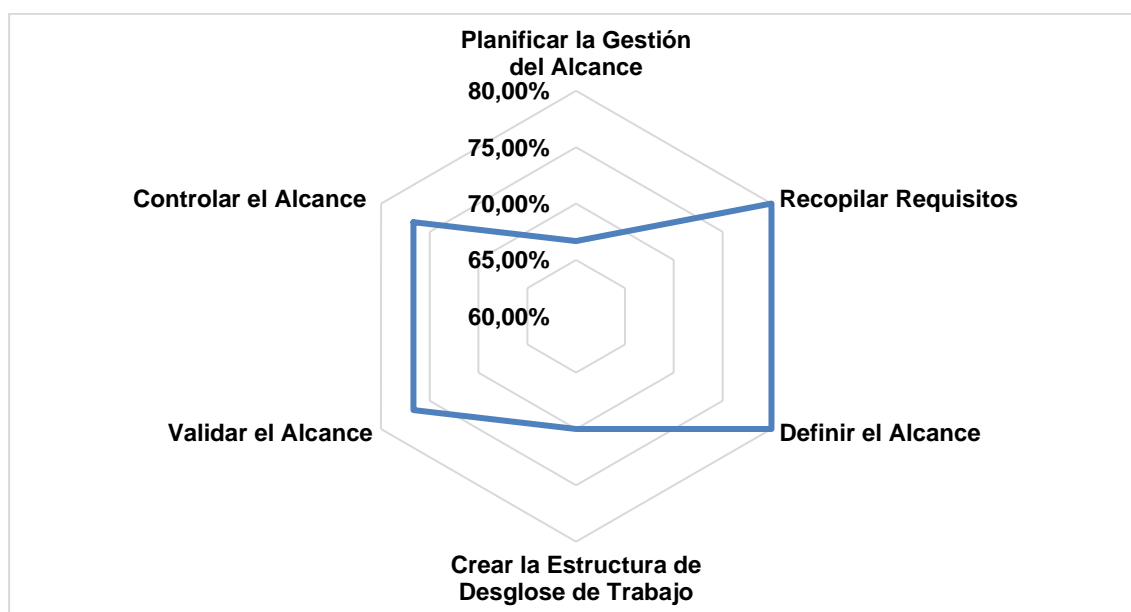 Planificar la Gestión
del Alcance
80,00%
75,00%
Controlar el Alcance
70,00%
Recopilar Requisitos
65,00%
60,00%
Validar el Alcance
Definir el Alcance
Crear la Estructura de
Desglose de Trabajo